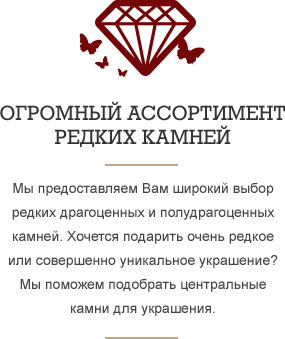 ОГРОМНЫЙ АССОРТИМЕНТ
РЕДКИХ КАМНЕЙ
Мы предоставляем Вам широкий выбор
редких драгоценных и полудрагоценных
камней. Хочется подарить очень редкое
или совершенно уникальное украшение?
Мы поможем подобрать центральные
камни для украшения.